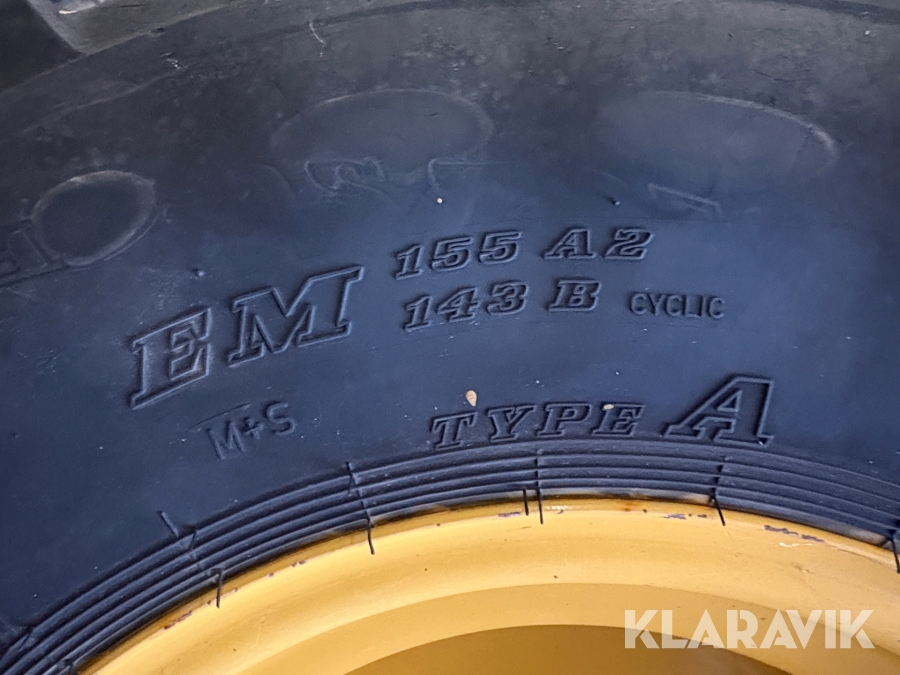 EM 155 A2
143 B CYCLIC
M+S
TYPE A
KLARAVIK